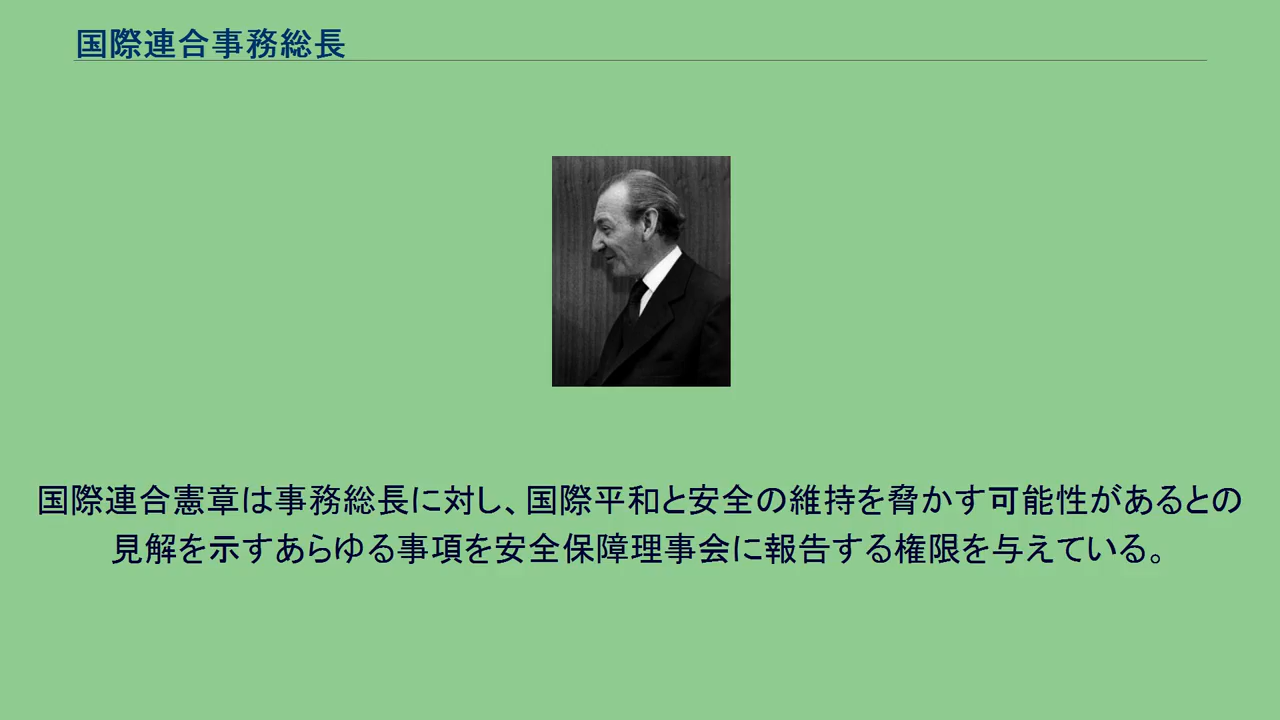 国際連合事務総長
国際連合憲章は事務総長に対し、国際平和と安全の維持を脅かす可能性があるとの
見解を示すあらゆる事項を安全保障理事会に報告する権限を与えている。